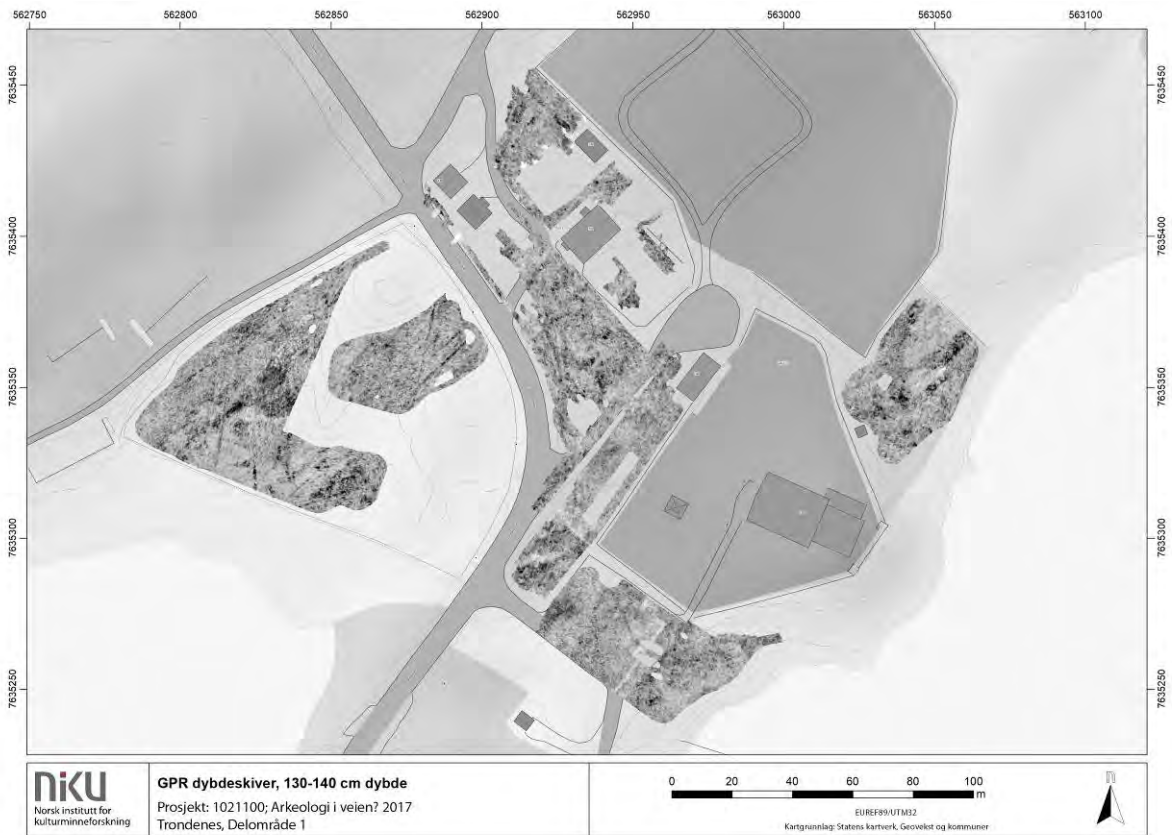 562750 562800 562850 562900 562950 563000 563050 563100
7635450 7635450
7635400 7635400
7635350 7635350
7635300 7635300
7635250 7635250
niku
Norsk institutt for
kulturminneforskning
GPR dybdeskiver, 130-140 cm dybde
Prosjekt: 1021100; Arkeologi i veien? 2017
Trondenes, Delområde 1
0 20 40 60 80 100
m
EUREF89/UTM32
Kartgrunnlag: Statens kartverk, Geovekst og kommuner
n